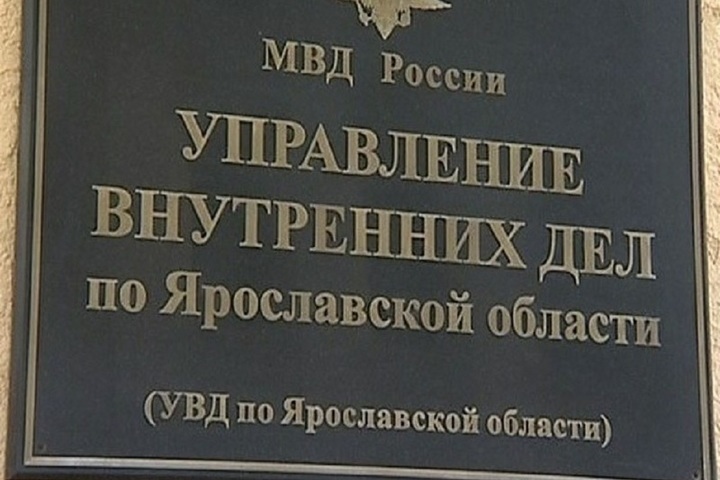 МВД России
УПРАВЛЕНИЕ
ВНУТРЕННИХ ДЕЛ
по Ярославской области
(УВД по Ярославской области)